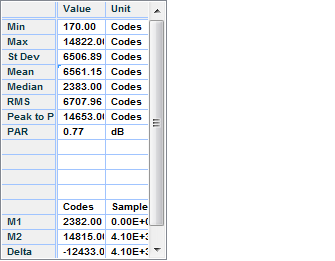 Value Unit
Min 170.00 Codes
Max 14822.00 Codes
St Dev 6506.89 Codes
Mean 6561.15 Codes
Median 2383.00 Codes
RMS 6707.96 Codes
Peak to P 14653.00 Codes
PAR 0.77 dB
Codes Sample
M1 2382.00 0.00E+0
M2 14815.00 4.10E+3
Delta -12433.0 4.10E+3